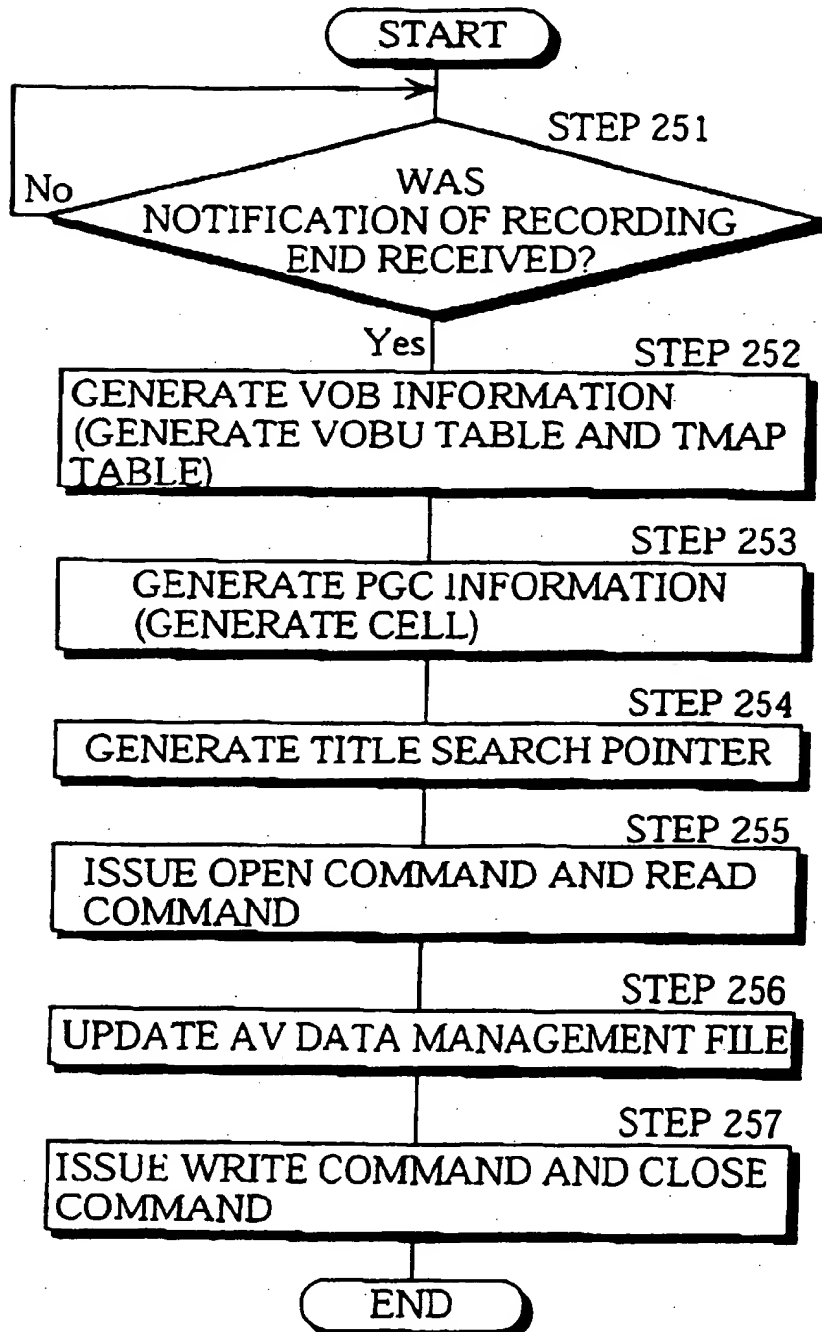 START
STEP 251
No
WAS
NOTIFICATION OF RECORDING
END RECEIVED?
Yes
STEP 252
GENERATE VOB INFORMATION
(GENERATE VOBU TABLE AND TMAP
TABLE)
STEP 253
GENERATE PGC INFORMATION
(GENERATE CELL)
STEP 254
GENERATE TITLE SEARCH POINTER
STEP 255
ISSUE OPEN COMMAND AND READ
COMMAND
STEP 256
UPDATE AV DATA MANAGEMENT FILE
STEP 257
ISSUE WRITE COMMAND AND CLOSE
COMMAND
END